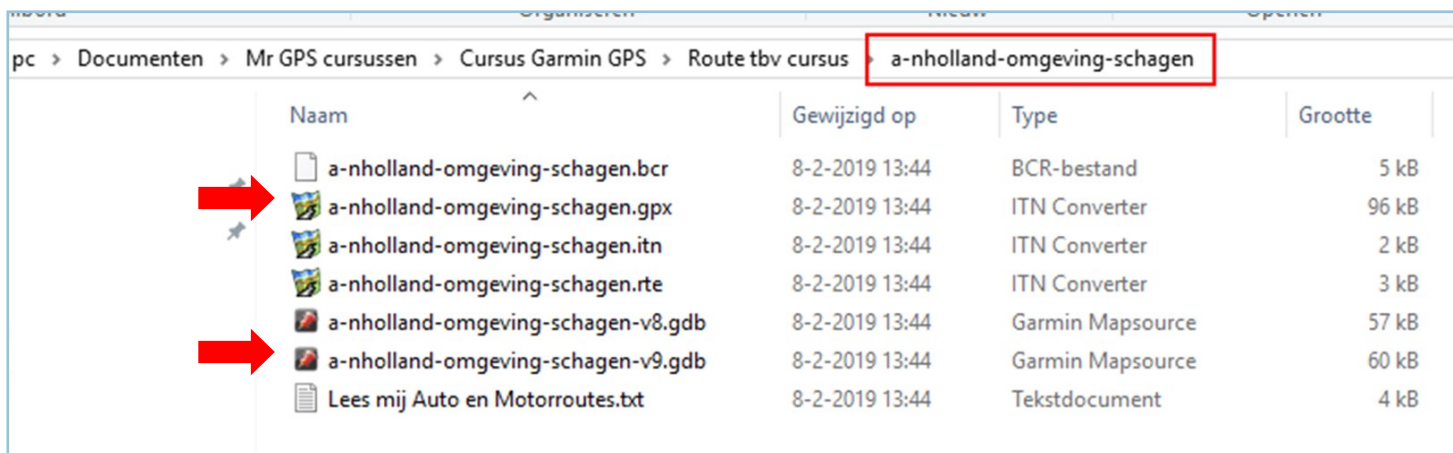 pc > Documenten > Mr GPS cursussen > Cursus Garmin GPS > Route tbv cursus > a-nholland-omgeving-schagen
Naam Gewijzigd op Type Grootte
a-nholland-omgeving-schagen.bcr 8-2-2019 13:44 BCR-bestand 5 kB
a-nholland-omgeving-schagen.gpx 8-2-2019 13:44 ITN Converter 96 kB
a-nholland-omgeving-schagen.itn 8-2-2019 13:44 ITN Converter 2 kB
a-nholland-omgeving-schagen.rte 8-2-2019 13:44 ITN Converter 3 kB
a-nholland-omgeving-schagen-v8.gdb 8-2-2019 13:44 Garmin Mapsource 57 kB
a-nholland-omgeving-schagen-v9.gdb 8-2-2019 13:44 Garmin Mapsource 60 kB
Lees mij Auto en Motorroutes.txt 8-2-2019 13:44 Tekstdocument 4 kB